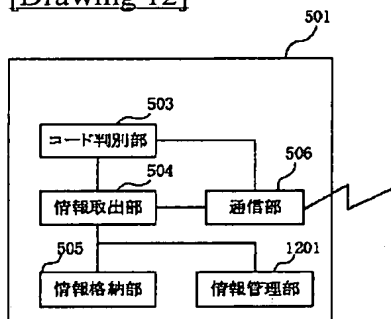 [Drawing 12]
501
503
コード判別部
506
504
情報取出部
通信部
505
1201
情報格納部
情報管理部